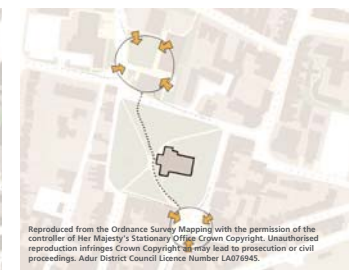 Reproduced from the Ordnance Survey Mapping with the permission of the
controller of Her Majesty's Stationary Office Crown Copyright. Unauthorised
reproduction infringes Crown Copyright an may lead to prosecution or civil
proceedings. Adur District Council Licence Number LA076945.